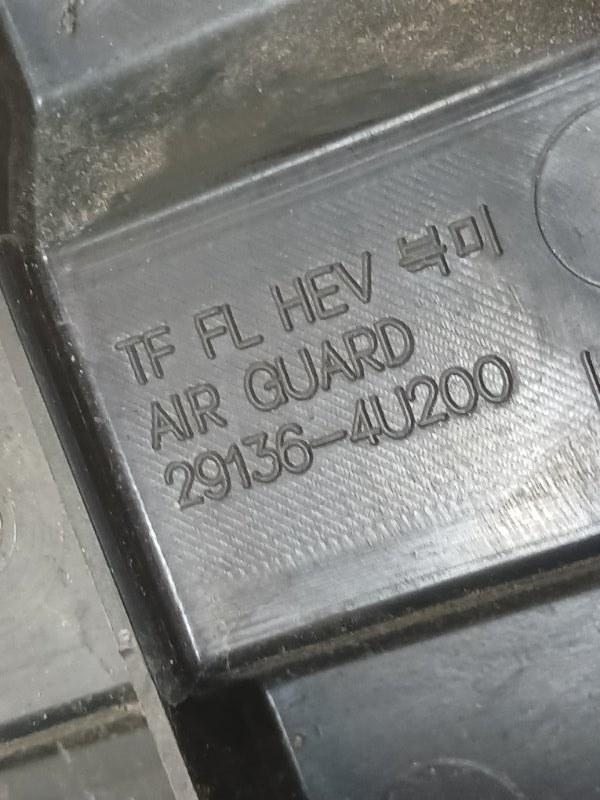 TF FL HEV 북미
AIR GUARD
29136-4U200